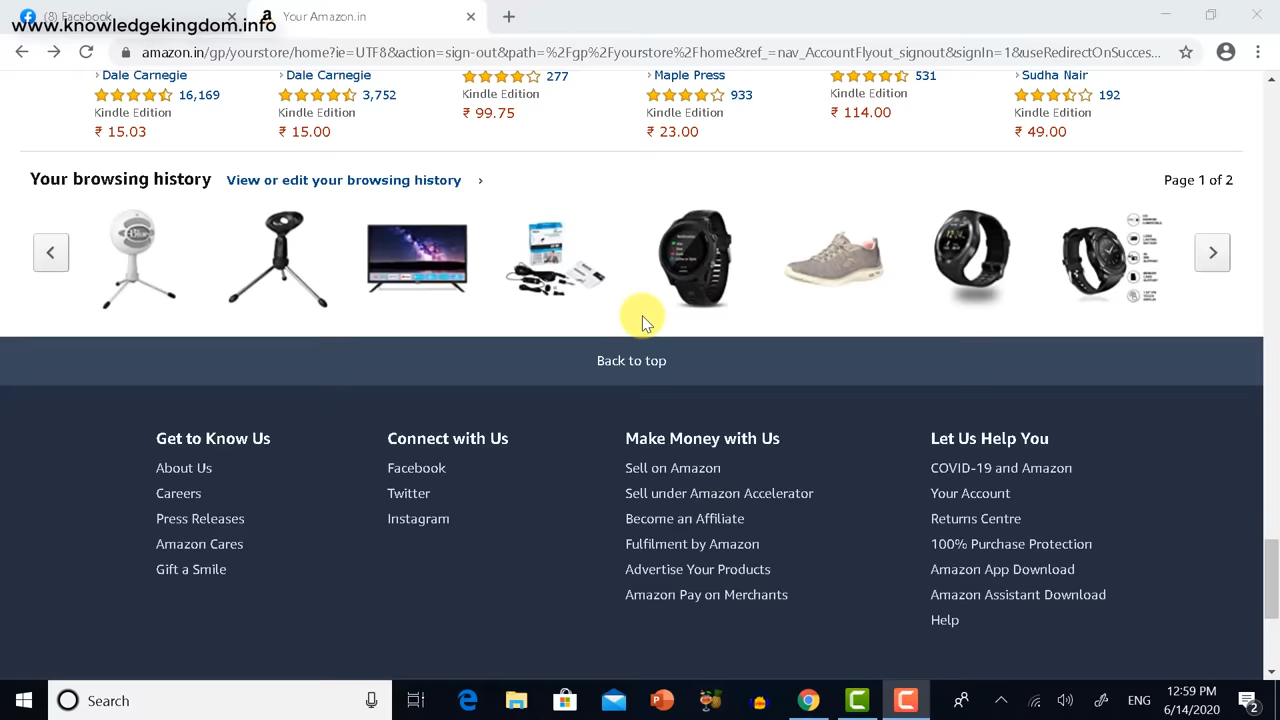 (8) Facebook
Your Amazon.in
www.knowledgekingdom.info
amazon.in/gp/yourstore/home?ie=UTF8&action=sign-out&path=%2Fgp%2Fyourstore%2Fhome&ref_=nav_AccountFlyout_signout&signIn=1&useRedirectOnSucces...
Dale Carnegie
16,169
Kindle Edition
₹ 15.03
Dale Carnegie
3,752
Kindle Edition
₹ 15.00
277
Kindle Edition
₹ 99.75
Maple Press
933
Kindle Edition
₹ 23.00
531
Kindle Edition
₹ 114.00
Sudha Nair
192
Kindle Edition
₹ 49.00
Your browsing history View or edit your browsing history ›
Page 1 of 2
Back to top
Get to Know Us
About Us
Careers
Press Releases
Amazon Cares
Gift a Smile
Connect with Us
Facebook
Twitter
Instagram
Make Money with Us
Sell on Amazon
Sell under Amazon Accelerator
Become an Affiliate
Fulfilment by Amazon
Advertise Your Products
Amazon Pay on Merchants
Let Us Help You
COVID-19 and Amazon
Your Account
Returns Centre
100% Purchase Protection
Amazon App Download
Amazon Assistant Download
Help
Search
ENG
12:59 PM
6/14/2020
2